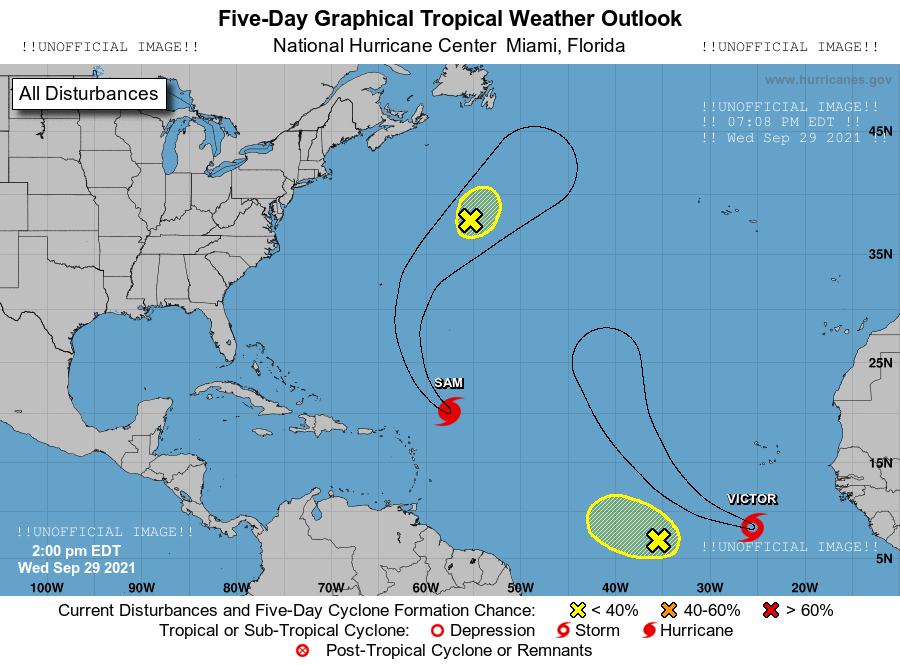 Five-Day Graphical Tropical Weather Outlook
!!UNOFFICIAL IMAGE!! National Hurricane Center Miami, Florida !!UNOFFICIAL IMAGE!!
www.hurricanes.gov
All Disturbances
!!UNOFFICIAL IMAGE!!
!! 07:08 PM EDT !!
!! Wed Sep 29 2021 !!
45N
35N
25N
SAM
15N
VICTOR
!!UNOFFICIAL IMAGE!!
!!UNOFFICIAL IMAGE!!
2:00 pm EDT
5N
Wed Sep 29 2021
100W 90W 80W 70W 60W 50W 40W 30W 20W
Current Disturbances and Five-Day Cyclone Formation Chance: < 40% 40-60% > 60%
Tropical or Sub-Tropical Cyclone: Depression Storm Hurricane
Post-Tropical Cyclone or Remnants